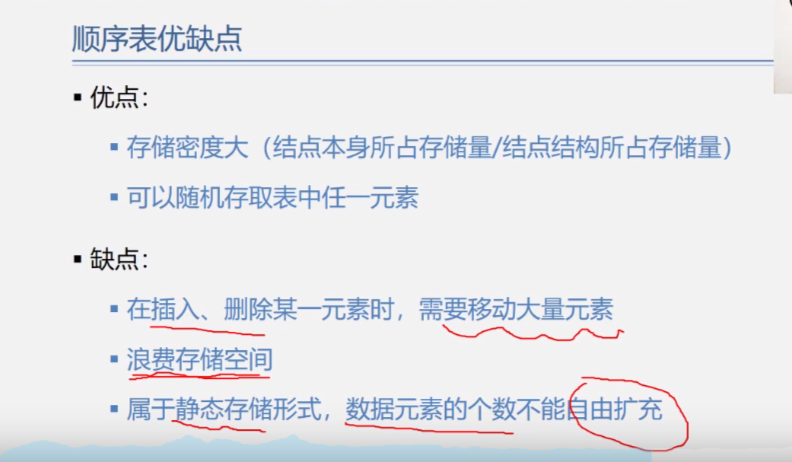 顺序表优缺点
▪ 优点：
▪ 存储密度大（结点本身所占存储量/结点结构所占存储量）
▪ 可以随机存取表中任一元素
▪ 缺点：
▪ 在插入、删除某一元素时，需要移动大量元素
▪ 浪费存储空间
▪ 属于静态存储形式，数据元素的个数不能自由扩充